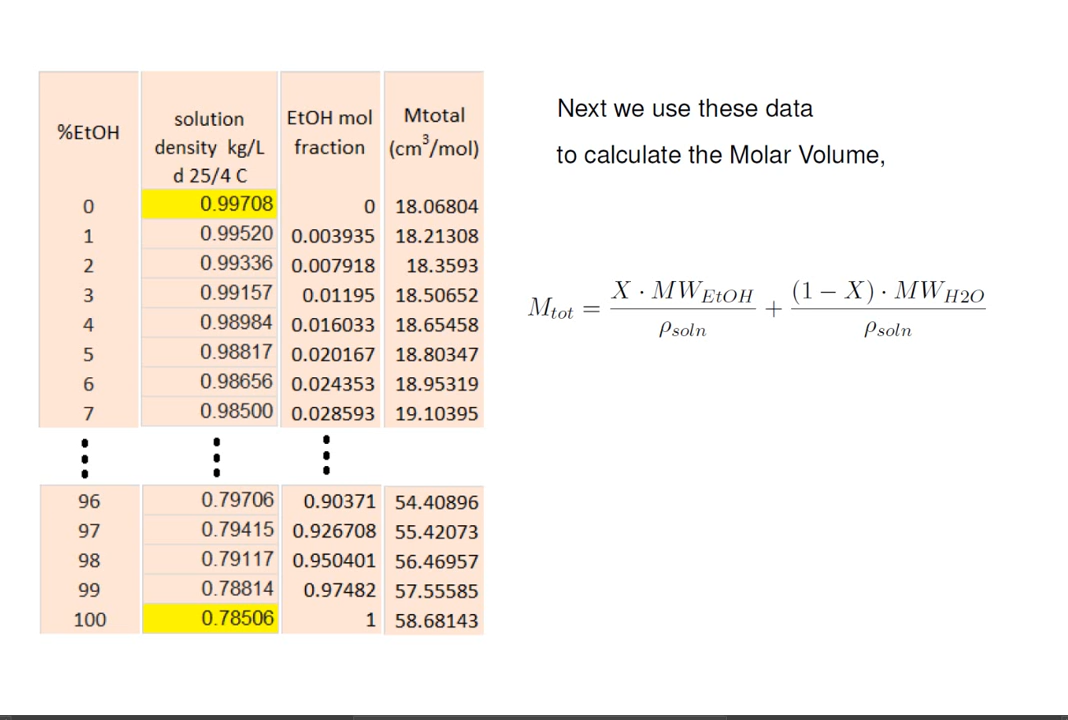 %EtOH | solution density kg/L d 25/4 C | EtOH mol fraction | Mtotal (cm³/mol)
0 | 0.99708 | 0 | 18.06804
1 | 0.99520 | 0.003935 | 18.21308
2 | 0.99336 | 0.007918 | 18.3593
3 | 0.99157 | 0.01195 | 18.50652
4 | 0.98984 | 0.016033 | 18.65458
5 | 0.98817 | 0.020167 | 18.80347
6 | 0.98656 | 0.024353 | 18.95319
7 | 0.98500 | 0.028593 | 19.10395
⋮ | ⋮ | ⋮
96 | 0.79706 | 0.90371 | 54.40896
97 | 0.79415 | 0.926708 | 55.42073
98 | 0.79117 | 0.950401 | 56.46957
99 | 0.78814 | 0.97482 | 57.55585
100 | 0.78506 | 1 | 58.68143
Next we use these data
to calculate the Molar Volume,
M_tot = X · MW_EtOH / ρ_soln + (1 − X) · MW_H2O / ρ_soln